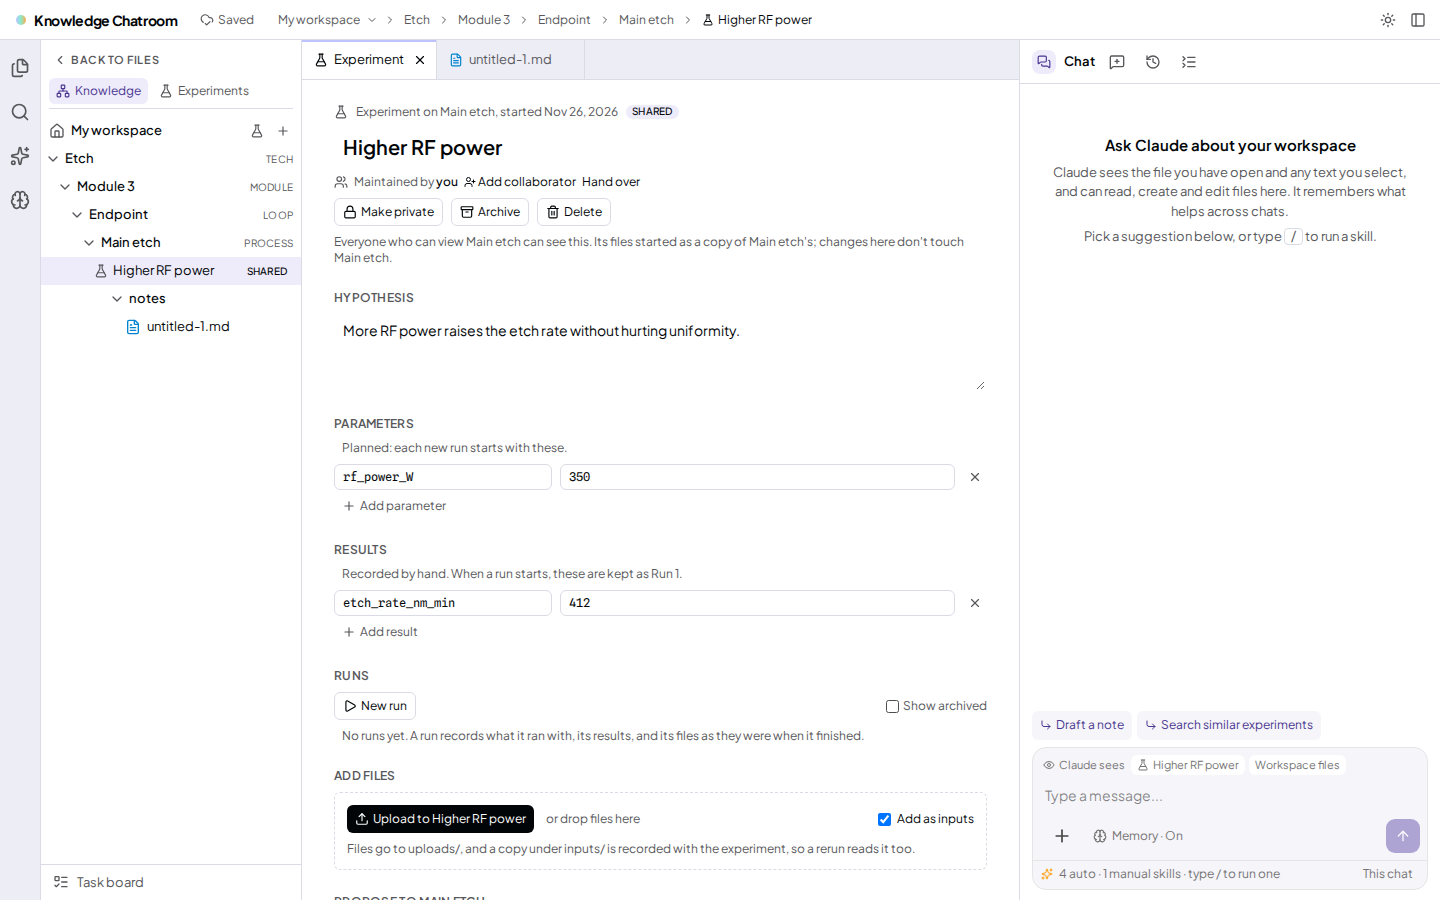 Knowledge Chatroom
Saved
My workspace
Etch
Module 3
Endpoint
Main etch
Higher RF power
BACK TO FILES
Knowledge
Experiments
My workspace
Etch
TECH
Module 3
MODULE
Endpoint
LOOP
Main etch
PROCESS
Higher RF power
SHARED
notes
untitled-1.md
Task board
Experiment
untitled-1.md
Experiment on Main etch, started Nov 26, 2026
SHARED
Higher RF power
Maintained by you
Add collaborator
Hand over
Make private
Archive
Delete
Everyone who can view Main etch can see this. Its files started as a copy of Main etch's; changes here don't touch
Main etch.
HYPOTHESIS
More RF power raises the etch rate without hurting uniformity.
PARAMETERS
Planned: each new run starts with these.
rf_power_W
350
Add parameter
RESULTS
Recorded by hand. When a run starts, these are kept as Run 1.
etch_rate_nm_min
412
Add result
RUNS
New run
Show archived
No runs yet. A run records what it ran with, its results, and its files as they were when it finished.
ADD FILES
Upload to Higher RF power
or drop files here
Add as inputs
Files go to uploads/, and a copy under inputs/ is recorded with the experiment, so a rerun reads it too.
PROPOSE TO MAIN ETCH
Chat
Ask Claude about your workspace
Claude sees the file you have open and any text you select,
and can read, create and edit files here. It remembers what
helps across chats.
Pick a suggestion below, or type / to run a skill.
Draft a note
Search similar experiments
Claude sees
Higher RF power
Workspace files
Type a message...
Memory · On
4 auto · 1 manual skills · type / to run one
This chat